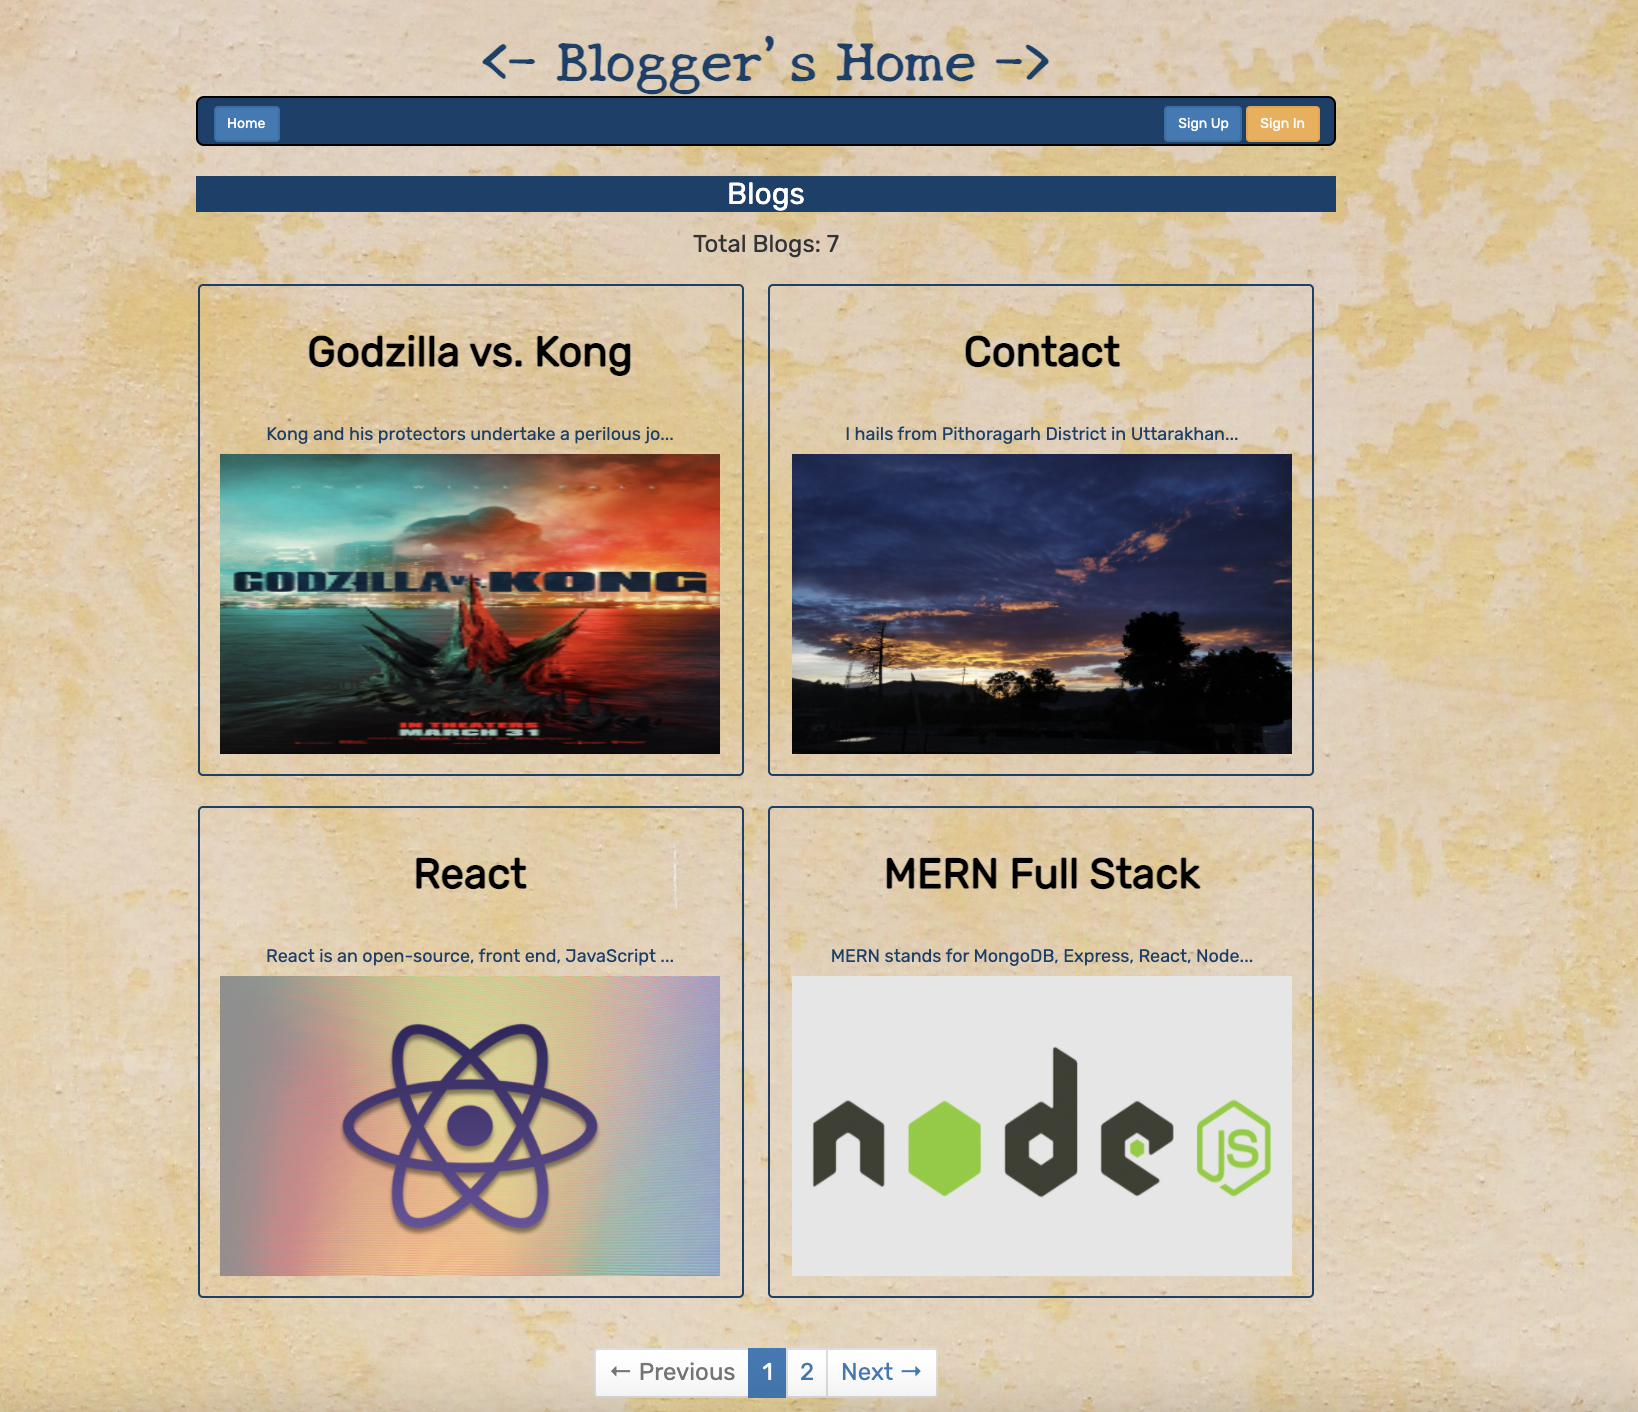 <- Blogger's Home ->
Home
Sign Up
Sign In
Blogs
Total Blogs: 7
Godzilla vs. Kong
Kong and his protectors undertake a perilous jo...
ONE WILL FALL
GODZILLA vs. KONG
IN THEATERS
MARCH 31
Contact
I hails from Pithoragarh District in Uttarakhan...
React
React is an open-source, front end, JavaScript ...
MERN Full Stack
MERN stands for MongoDB, Express, React, Node...
node JS
← Previous 1 2 Next →